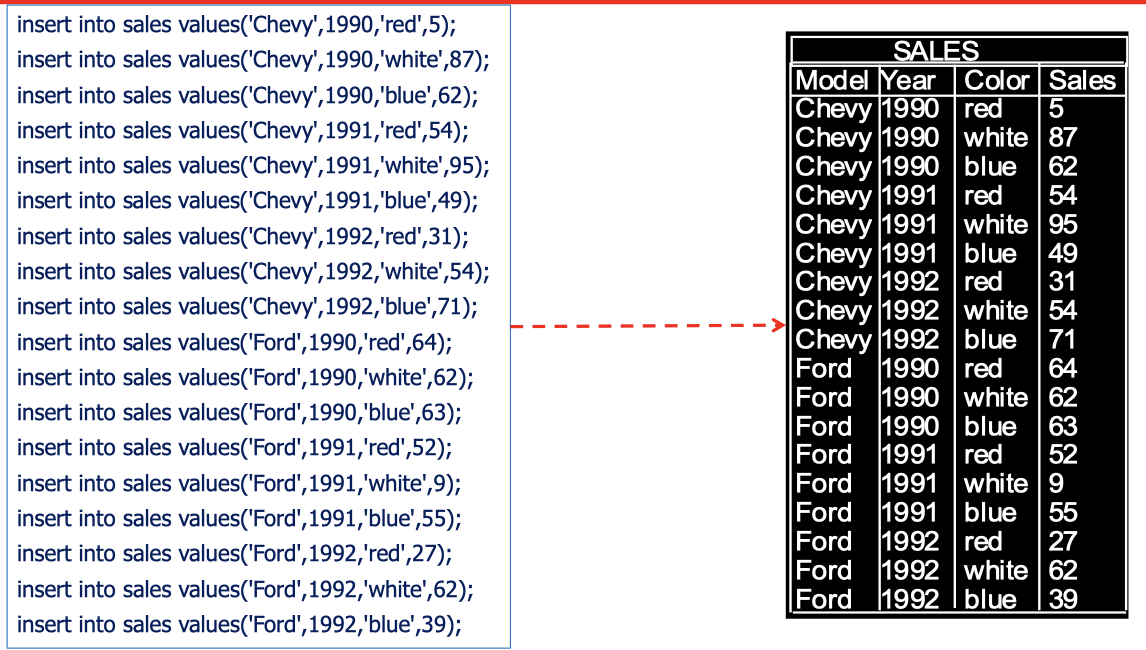 insert into sales values('Chevy',1990,'red',5);
insert into sales values('Chevy',1990,'white',87);
insert into sales values('Chevy',1990,'blue',62);
insert into sales values('Chevy',1991,'red',54);
insert into sales values('Chevy',1991,'white',95);
insert into sales values('Chevy',1991,'blue',49);
insert into sales values('Chevy',1992,'red',31);
insert into sales values('Chevy',1992,'white',54);
insert into sales values('Chevy',1992,'blue',71);
insert into sales values('Ford',1990,'red',64);
insert into sales values('Ford',1990,'white',62);
insert into sales values('Ford',1990,'blue',63);
insert into sales values('Ford',1991,'red',52);
insert into sales values('Ford',1991,'white',9);
insert into sales values('Ford',1991,'blue',55);
insert into sales values('Ford',1992,'red',27);
insert into sales values('Ford',1992,'white',62);
insert into sales values('Ford',1992,'blue',39);
SALES
Model Year Color Sales
Chevy 1990 red 5
Chevy 1990 white 87
Chevy 1990 blue 62
Chevy 1991 red 54
Chevy 1991 white 95
Chevy 1991 blue 49
Chevy 1992 red 31
Chevy 1992 white 54
Chevy 1992 blue 71
Ford 1990 red 64
Ford 1990 white 62
Ford 1990 blue 63
Ford 1991 red 52
Ford 1991 white 9
Ford 1991 blue 55
Ford 1992 red 27
Ford 1992 white 62
Ford 1992 blue 39